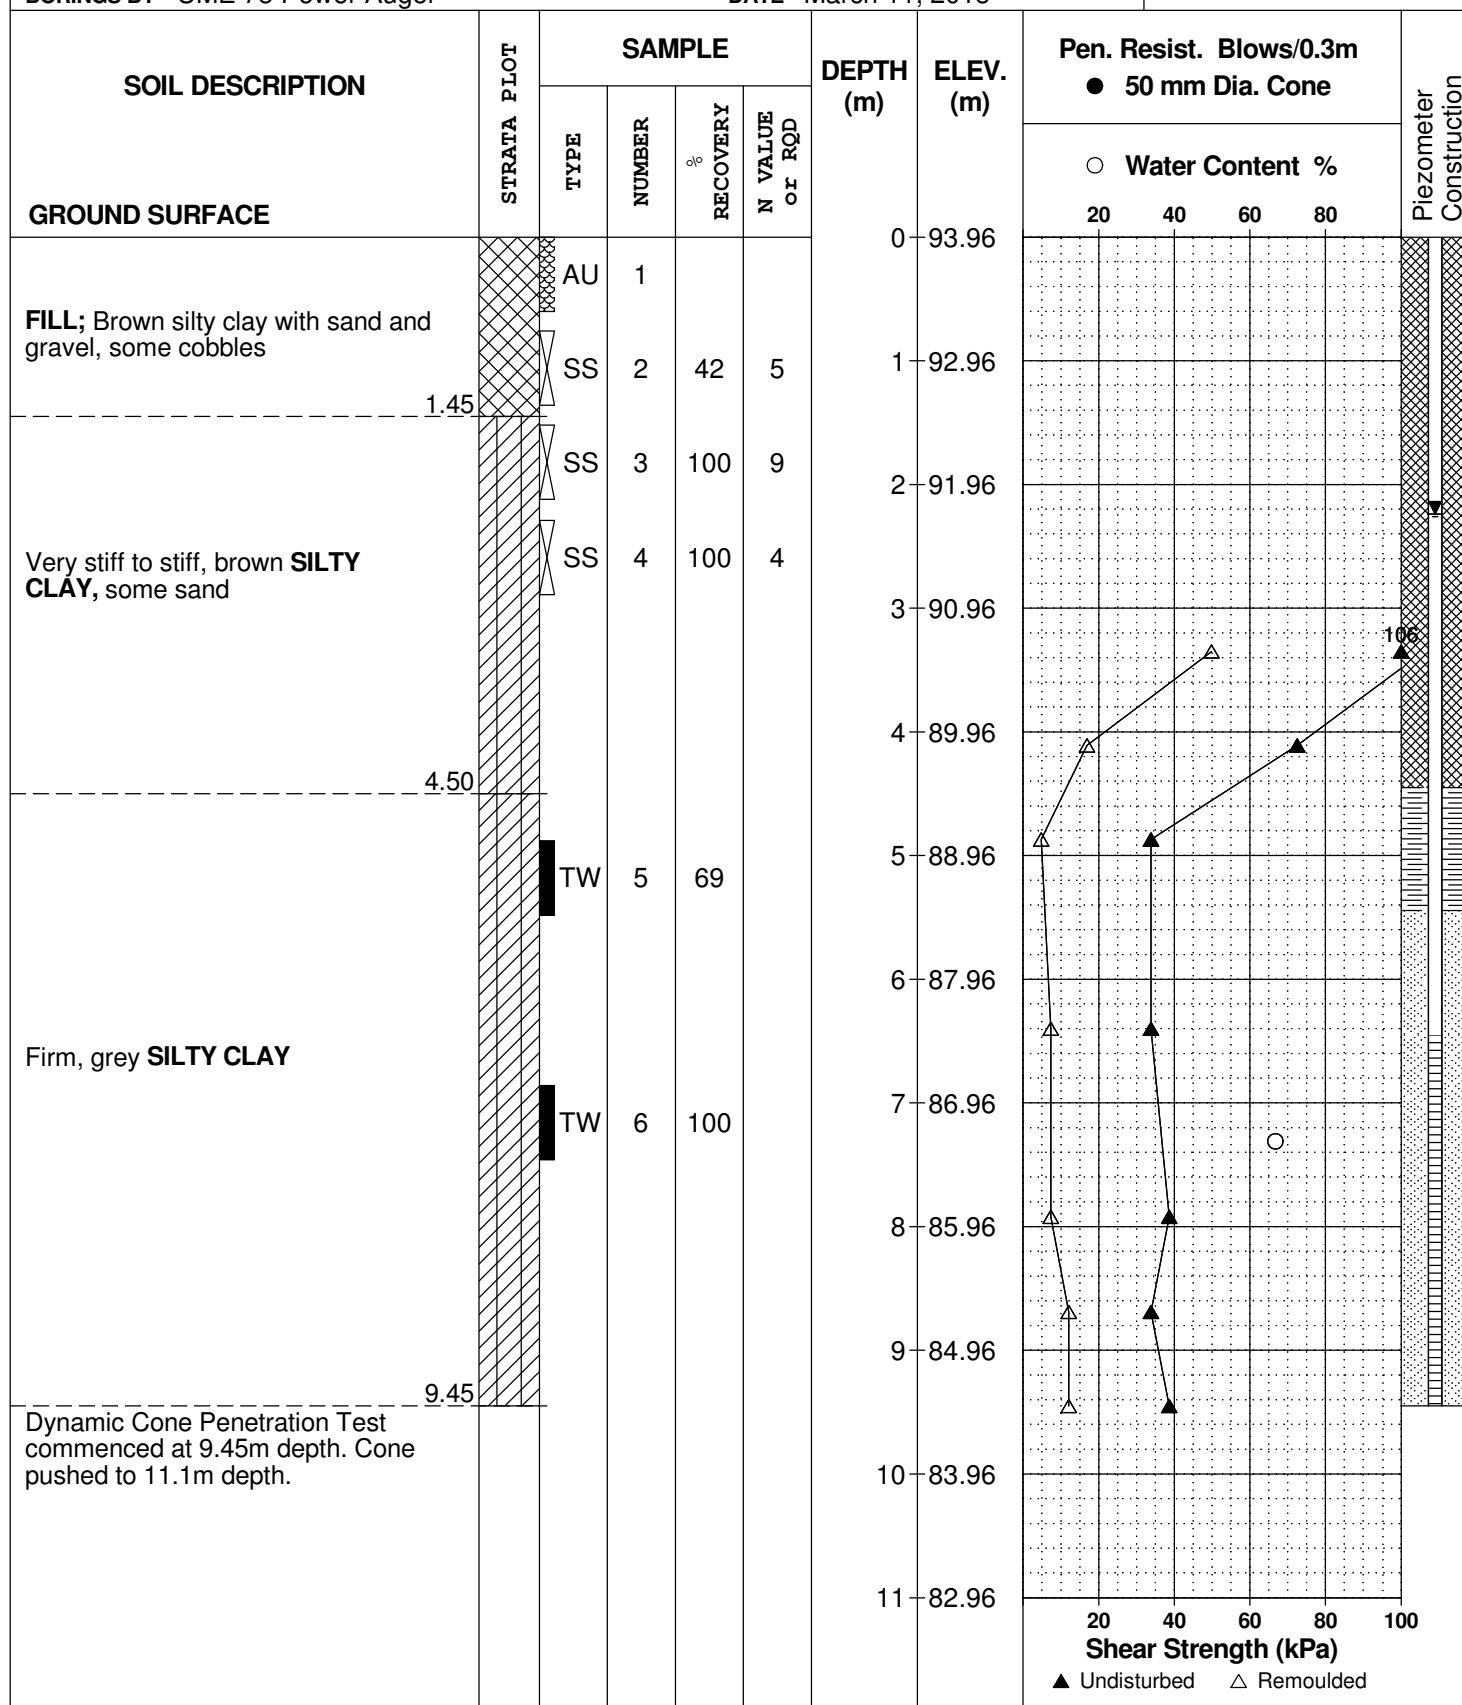 SOIL DESCRIPTION
GROUND SURFACE
STRATA PLOT
SAMPLE
TYPE
NUMBER
%
RECOVERY
N VALUE
or RQD
DEPTH
(m)
ELEV.
(m)
Pen. Resist. Blows/0.3m
● 50 mm Dia. Cone
○ Water Content %
20 40 60 80
Piezometer
Construction
0 93.96
AU 1
FILL; Brown silty clay with sand and
gravel, some cobbles
SS 2 42 5
1 92.96
1.45
SS 3 100 9
2 91.96
Very stiff to stiff, brown SILTY
CLAY, some sand
SS 4 100 4
3 90.96
106
4 89.96
4.50
5 88.96
TW 5 69
6 87.96
Firm, grey SILTY CLAY
7 86.96
TW 6 100
8 85.96
9 84.96
9.45
Dynamic Cone Penetration Test
commenced at 9.45m depth. Cone
pushed to 11.1m depth.
10 83.96
11 82.96
20 40 60 80 100
Shear Strength (kPa)
▲ Undisturbed △ Remoulded